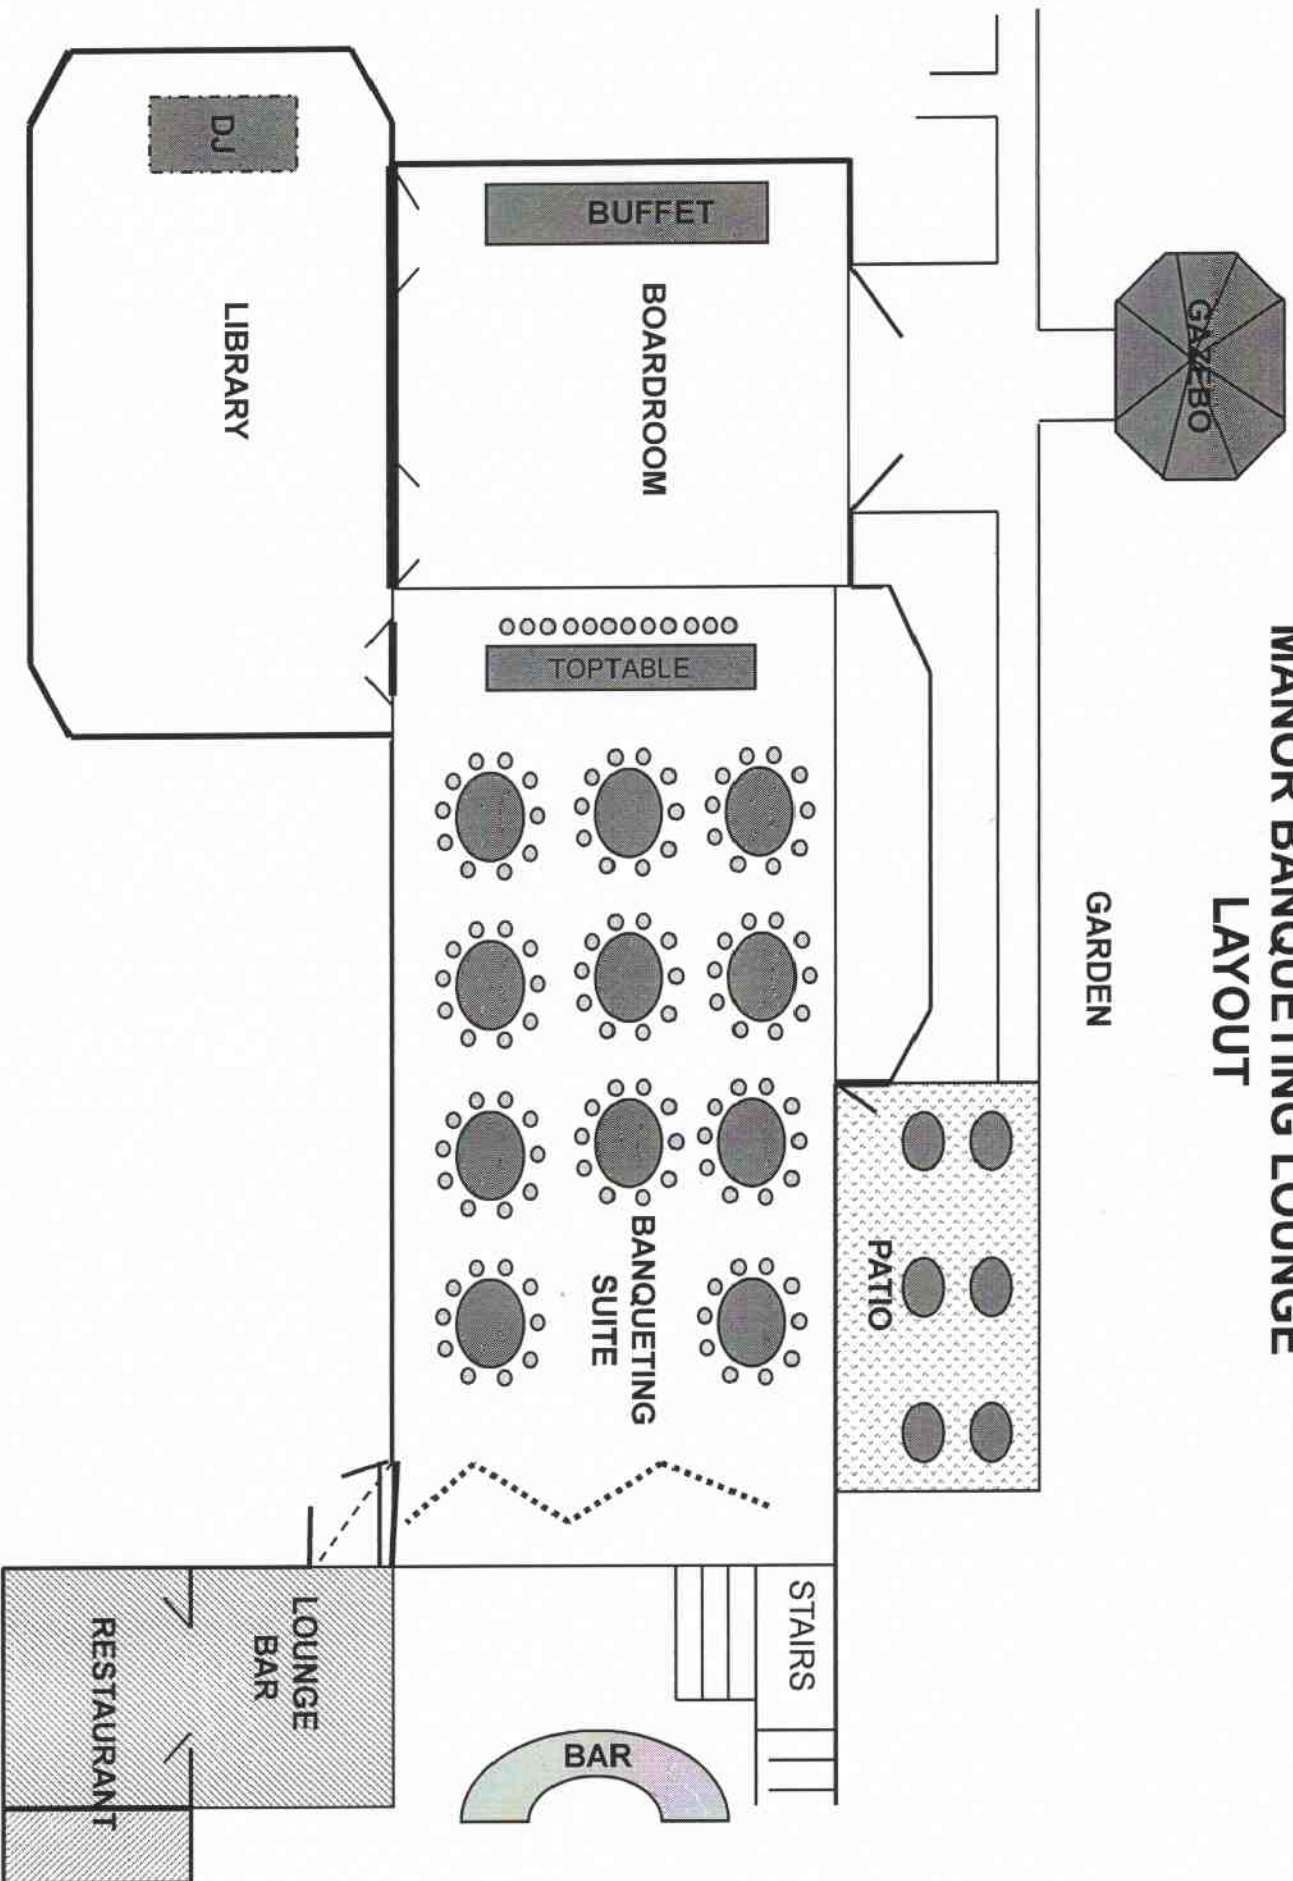 MANOR BANQUETING LOUNGE
LAYOUT
GAZEBO
GARDEN
BUFFET
BOARDROOM
DJ
LIBRARY
TOPTABLE
PATIO
BANQUETING
SUITE
STAIRS
BAR
LOUNGE
BAR
RESTAURANT